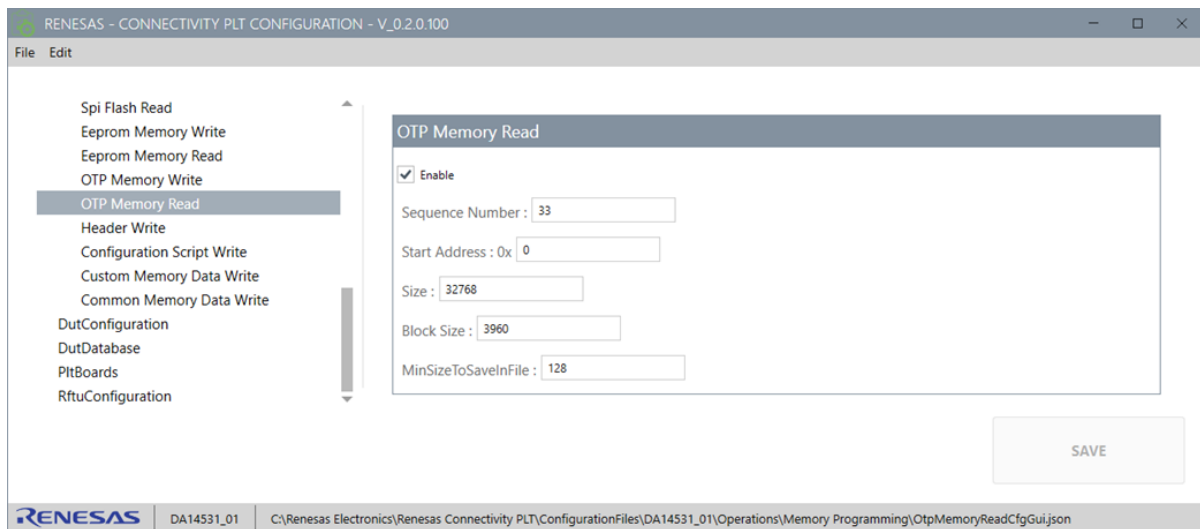 RENESAS - CONNECTIVITY PLT CONFIGURATION - V_0.2.0.100
File Edit
Spi Flash Read
Eeprom Memory Write
Eeprom Memory Read
OTP Memory Write
OTP Memory Read
Header Write
Configuration Script Write
Custom Memory Data Write
Common Memory Data Write
DutConfiguration
DutDatabase
PltBoards
RftuConfiguration
OTP Memory Read
Enable
Sequence Number : 33
Start Address : 0x 0
Size : 32768
Block Size : 3960
MinSizeToSaveInFile : 128
SAVE
RENESAS DA14531_01 C:\Renesas Electronics\Renesas Connectivity PLT\ConfigurationFiles\DA14531_01\Operations\Memory Programming\OtpMemoryReadCfgGui.json